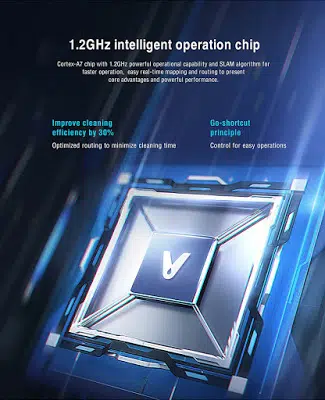 1.2GHz intelligent operation chip
Cortex-A7 chip with 1.2GHz powerful operational capability and SLAM algorithm for
faster operation, easy real-time mapping and routing to present
core advantages and powerful performance.
Improve cleaning
efficiency by 30%
Optimized routing to minimize cleaning time
Go-shortcut
principle
Control for easy operations
V